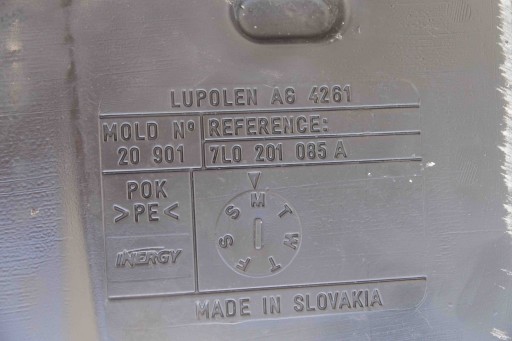 LUPOLEN AG 4261
MOLD Nº
20 901
REFERENCE:
7L0 201 085 A
POK
>PE<
INERGY
S M T W T F S
MADE IN SLOVAKIA